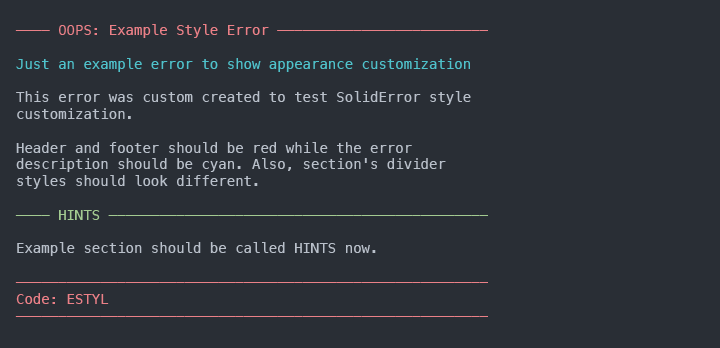 OOPS: Example Style Error
Just an example error to show appearance customization
This error was custom created to test SolidError style
customization.
Header and footer should be red while the error
description should be cyan. Also, section's divider
styles should look different.
HINTS
Example section should be called HINTS now.
Code: ESTYL